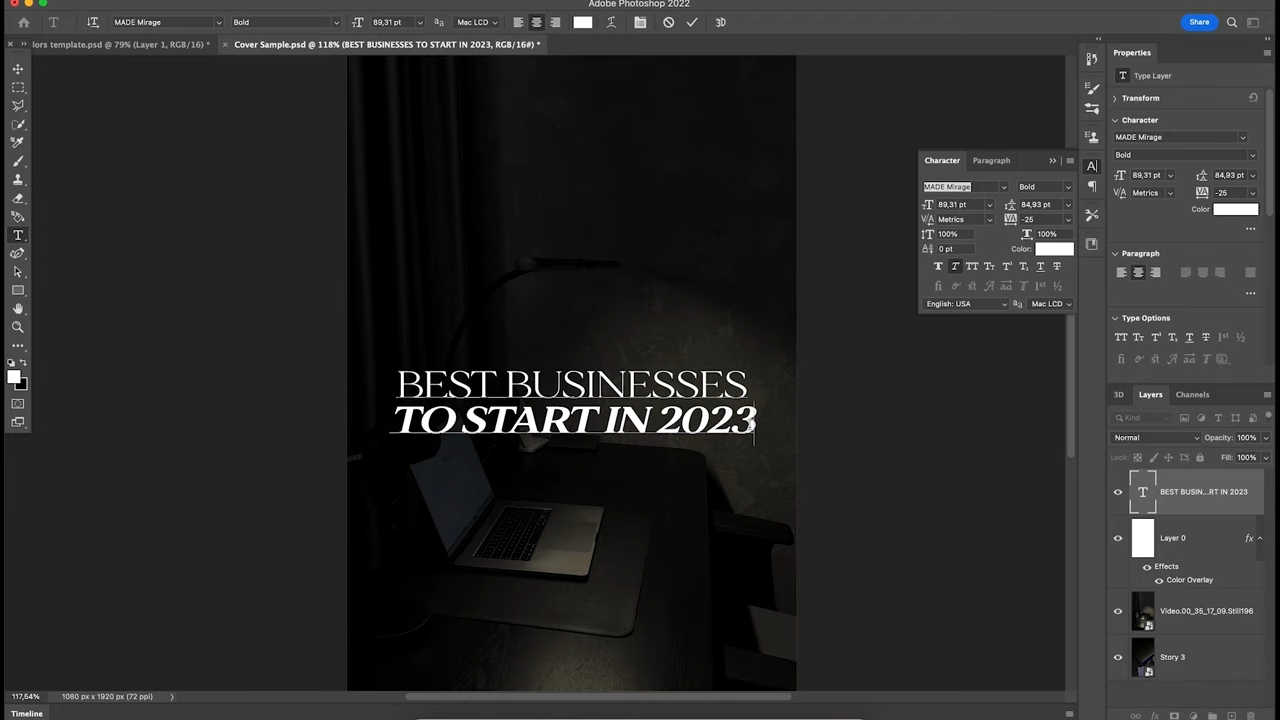 Adobe Photoshop 2022
MADE Mirage
Bold
89,31 pt
Mac LCD
3D
Share
lors template.psd @ 79% (Layer 1, RGB/16) *
Cover Sample.psd @ 118% (BEST BUSINESSES TO START IN 2023, RGB/16#) *
Properties
Type Layer
Transform
Character
MADE Mirage
Bold
89,31 pt
84,93 pt
Metrics
-25
Color
Paragraph
Type Options
Character
Paragraph
MADE Mirage
Bold
89,31 pt
84,93 pt
Metrics
-25
100%
100%
0 pt
Color:
English: USA
Mac LCD
BEST BUSINESSES
TO START IN 2023
3D
Layers
Channels
Kind
Normal
Opacity: 100%
Lock:
Fill: 100%
BEST BUSIN...RT IN 2023
Layer 0
fx
Effects
Color Overlay
Video.00_35_17_09.Still196
Story 3
117,54%
1080 px x 1920 px (72 ppi)
Timeline